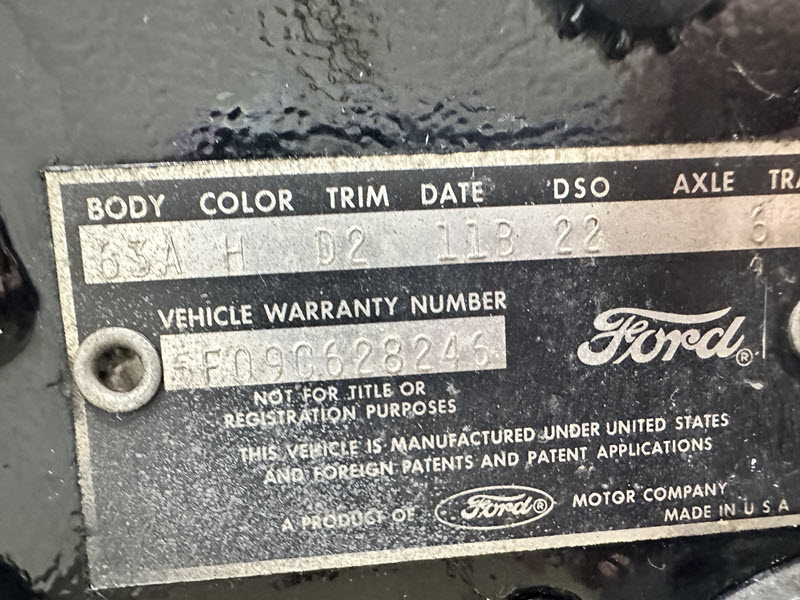 BODY COLOR TRIM DATE DSO AXLE TRA
63A H D2 11B 22 6
VEHICLE WARRANTY NUMBER
5F09C628246
Ford®
NOT FOR TITLE OR
REGISTRATION PURPOSES
THIS VEHICLE IS MANUFACTURED UNDER UNITED STATES
AND FOREIGN PATENTS AND PATENT APPLICATIONS
A PRODUCT OF Ford® MOTOR COMPANY
MADE IN U S A